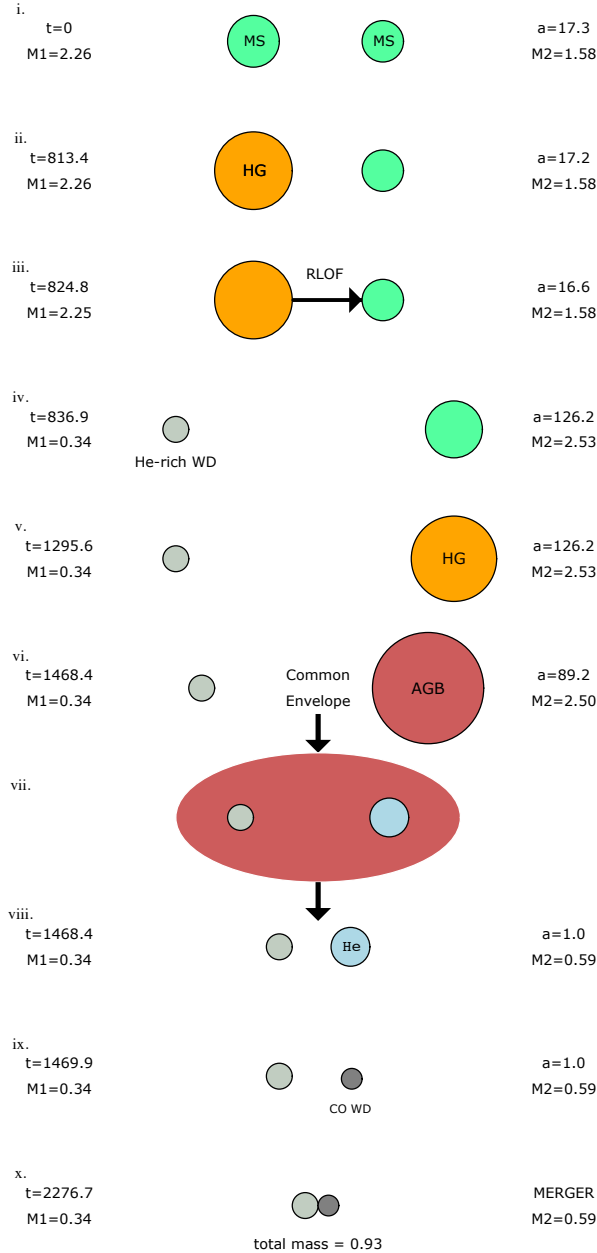 i.
t=0
M1=2.26
MS
MS
a=17.3
M2=1.58
ii.
t=813.4
M1=2.26
HG
a=17.2
M2=1.58
iii.
t=824.8
M1=2.25
RLOF
a=16.6
M2=1.58
iv.
t=836.9
M1=0.34
He-rich WD
a=126.2
M2=2.53
v.
t=1295.6
M1=0.34
HG
a=126.2
M2=2.53
vi.
t=1468.4
M1=0.34
Common
Envelope
AGB
a=89.2
M2=2.50
vii.
viii.
t=1468.4
M1=0.34
He
a=1.0
M2=0.59
ix.
t=1469.9
M1=0.34
CO WD
a=1.0
M2=0.59
x.
t=2276.7
M1=0.34
total mass = 0.93
MERGER
M2=0.59